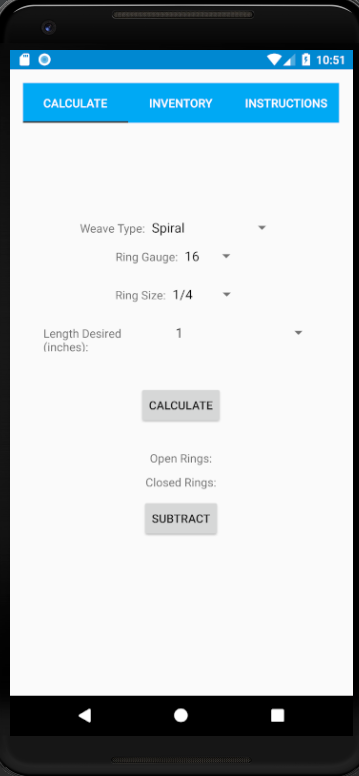 10:51
CALCULATE INVENTORY INSTRUCTIONS
Weave Type: Spiral
Ring Gauge: 16
Ring Size: 1/4
Length Desired 1
(inches):
CALCULATE
Open Rings:
Closed Rings:
SUBTRACT